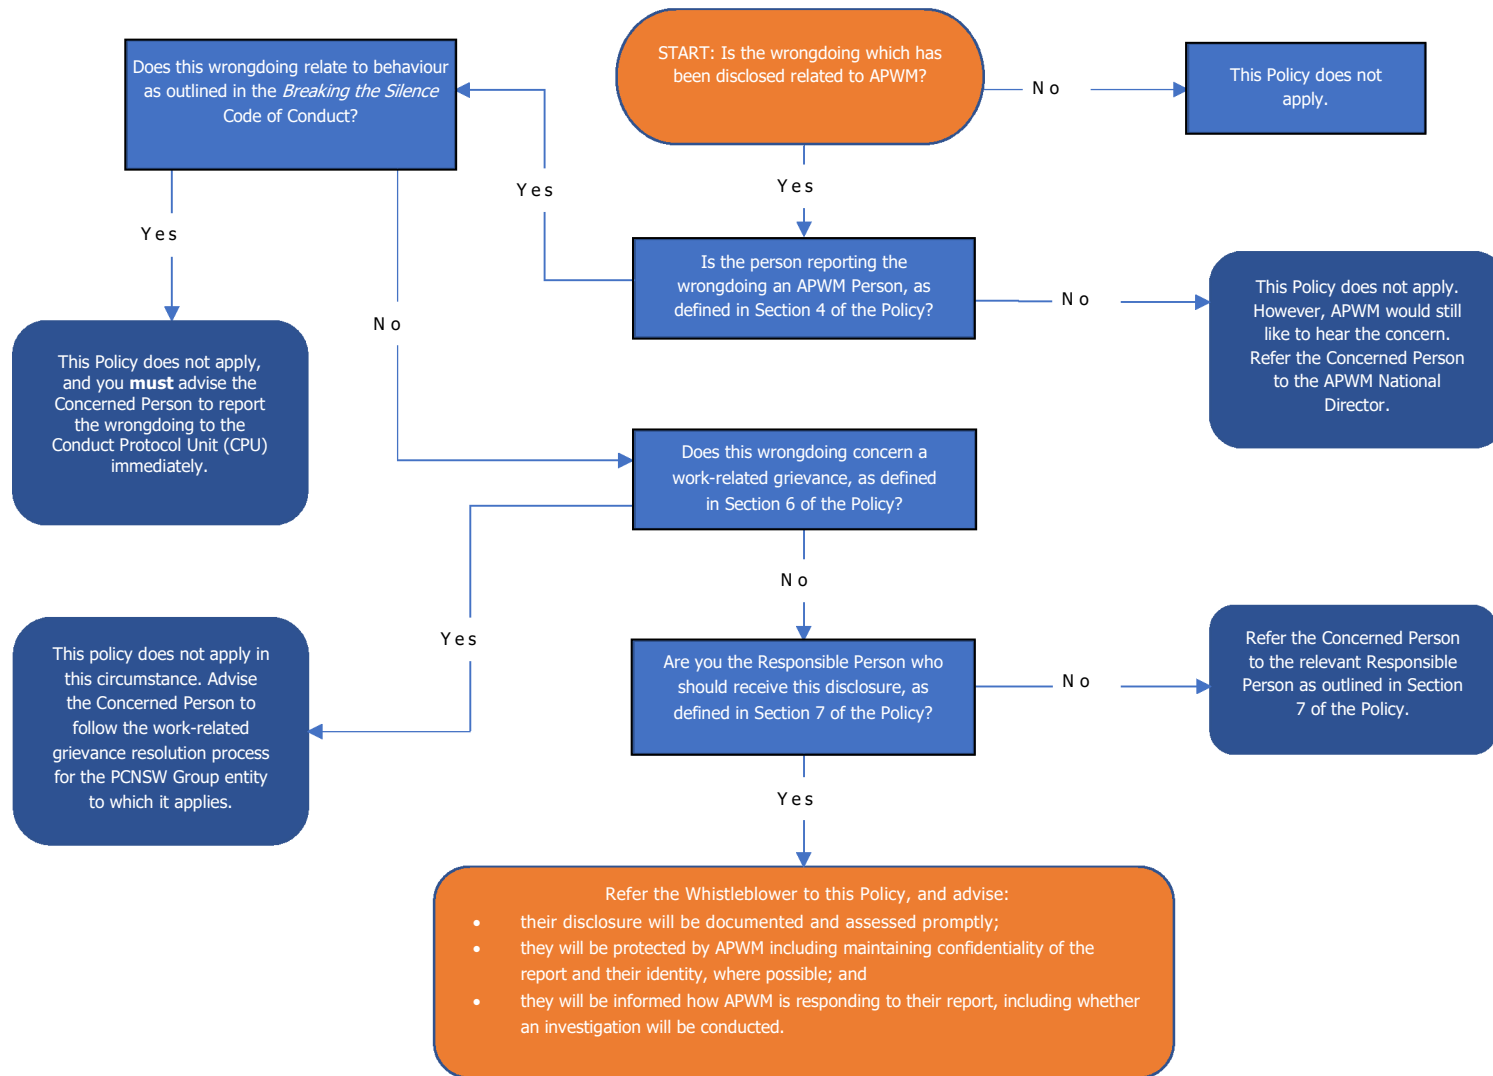 START: Is the wrongdoing which has
been disclosed related to APWM?
No
This Policy does not
apply.
Yes
Is the person reporting the
wrongdoing an APWM Person, as
defined in Section 4 of the Policy?
No
This Policy does not apply.
However, APWM would still
like to hear the concern.
Refer the Concerned Person
to the APWM National
Director.
Yes
Does this wrongdoing relate to behaviour
as outlined in the Breaking the Silence
Code of Conduct?
Yes
This Policy does not apply,
and you must advise the
Concerned Person to report
the wrongdoing to the
Conduct Protocol Unit (CPU)
immediately.
No
Does this wrongdoing concern a
work-related grievance, as defined
in Section 6 of the Policy?
Yes
This policy does not apply in
this circumstance. Advise
the Concerned Person to
follow the work-related
grievance resolution process
for the PCNSW Group entity
to which it applies.
No
Are you the Responsible Person who
should receive this disclosure, as
defined in Section 7 of the Policy?
No
Refer the Concerned Person
to the relevant Responsible
Person as outlined in Section
7 of the Policy.
Yes
Refer the Whistleblower to this Policy, and advise:
• their disclosure will be documented and assessed promptly;
• they will be protected by APWM including maintaining confidentiality of the
report and their identity, where possible; and
• they will be informed how APWM is responding to their report, including whether
an investigation will be conducted.